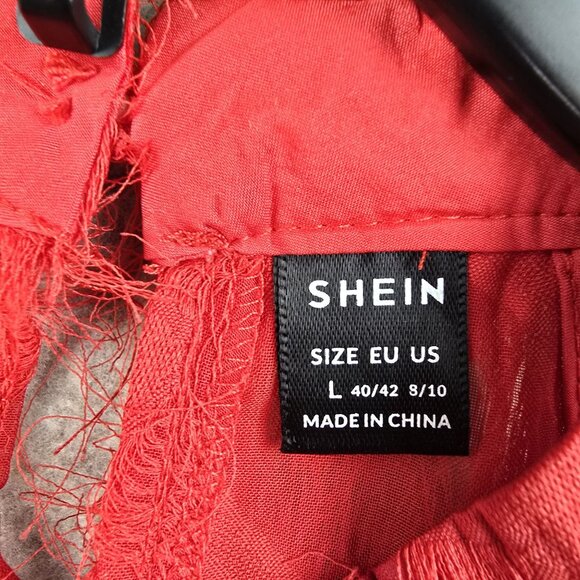 SHEIN
SIZE EU US
L 40/42 8/10
MADE IN CHINA